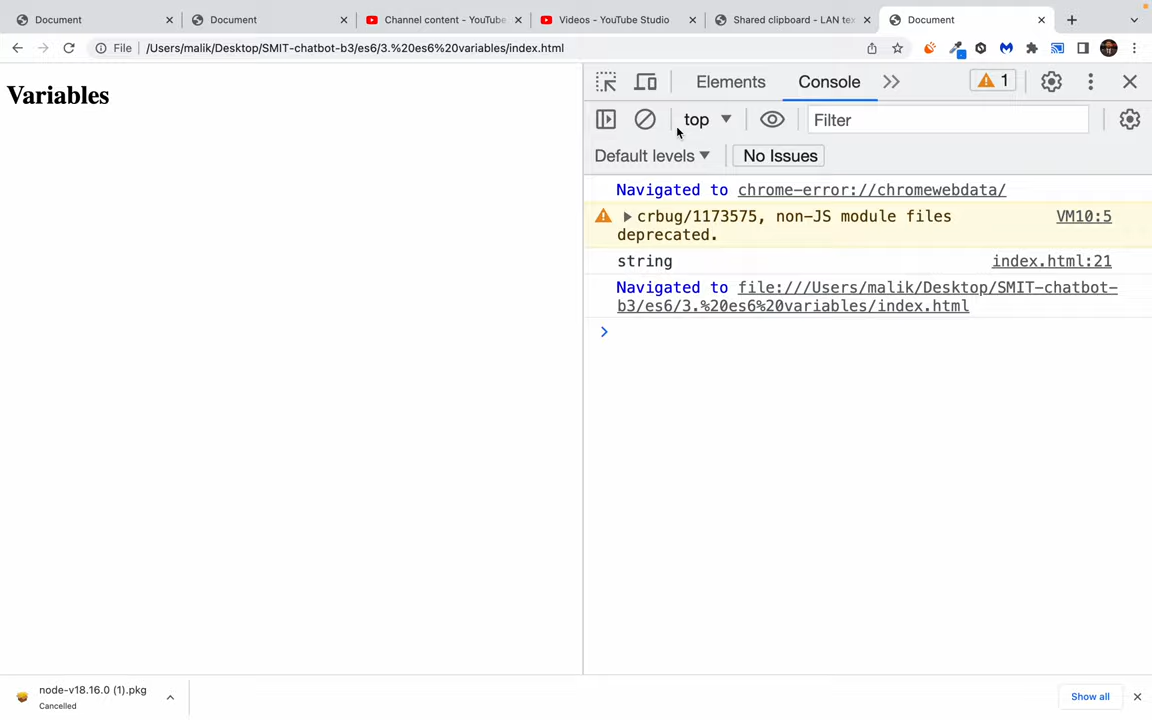 Document
Document
Channel content - YouTube
Videos - YouTube Studio
Shared clipboard - LAN tex
Document
File
/Users/malik/Desktop/SMIT-chatbot-b3/es6/3.%20es6%20variables/index.html
Variables
Elements
Console
1
top
Filter
Default levels
No Issues
Navigated to chrome-error://chromewebdata/
crbug/1173575, non-JS module files VM10:5
deprecated.
string index.html:21
Navigated to file:///Users/malik/Desktop/SMIT-chatbot-
b3/es6/3.%20es6%20variables/index.html
node-v18.16.0 (1).pkg
Cancelled
Show all